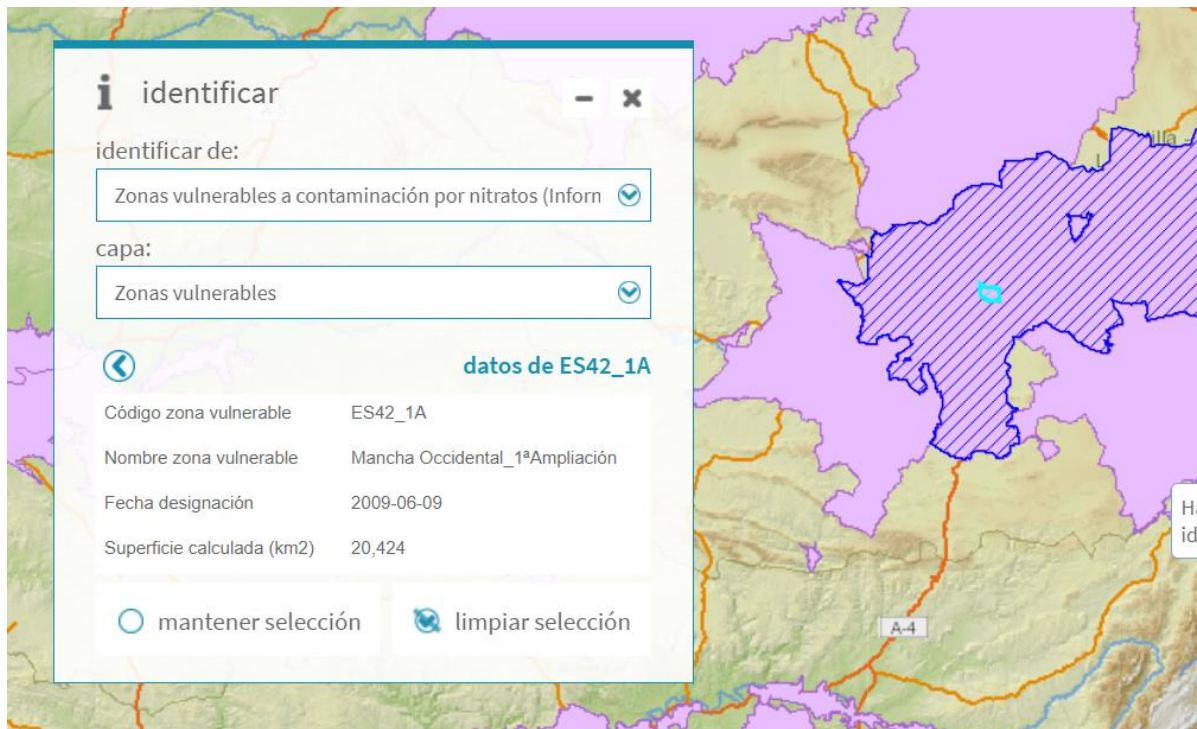 i identificar
identificar de:
Zonas vulnerables a contaminación por nitratos (Inforn
capa:
Zonas vulnerables
datos de ES42_1A
Código zona vulnerable ES42_1A
Nombre zona vulnerable Mancha Occidental_1ªAmpliación
Fecha designación 2009-06-09
Superficie calculada (km2) 20,424
mantener selección limpiar selección
A-4